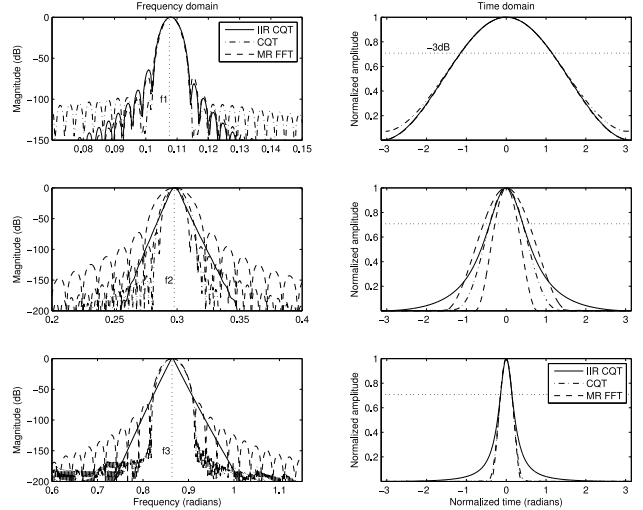 Frequency domain
Time domain
Magnitude (dB)
0
−50
−100
−150
0.08 0.09 0.1 0.11 0.12 0.13 0.14 0.15
f1
IIR CQT
CQT
MR FFT
Normalized amplitude
1
0.8
0.6
0.4
0.2
−3 −2 −1 0 1 2 3
−3dB
Magnitude (dB)
0
−50
−100
−150
−200
0.2 0.25 0.3 0.35 0.4
f2
Normalized amplitude
1
0.8
0.6
0.4
0.2
−3 −2 −1 0 1 2 3
Magnitude (dB)
0
−50
−100
−150
−200
0.6 0.7 0.8 0.9 1 1.1
f3
Frequency (radians)
Normalized amplitude
1
0.8
0.6
0.4
0.2
−3 −2 −1 0 1 2 3
IIR CQT
CQT
MR FFT
Normalized time (radians)